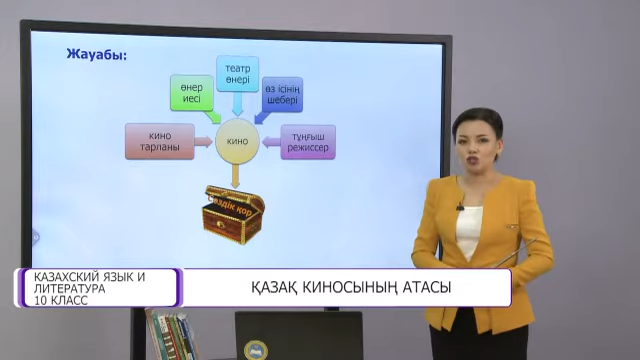 Жауабы:
театр
өнері
өнер
иесі
өз ісінің
шебері
кино
тарланы
кино
тұңғыш
режиссер
Сөздік қор
КАЗАХСКИЙ ЯЗЫК И
ЛИТЕРАТУРА
10 КЛАСС
ҚАЗАҚ КИНОСЫНЫҢ АТАСЫ